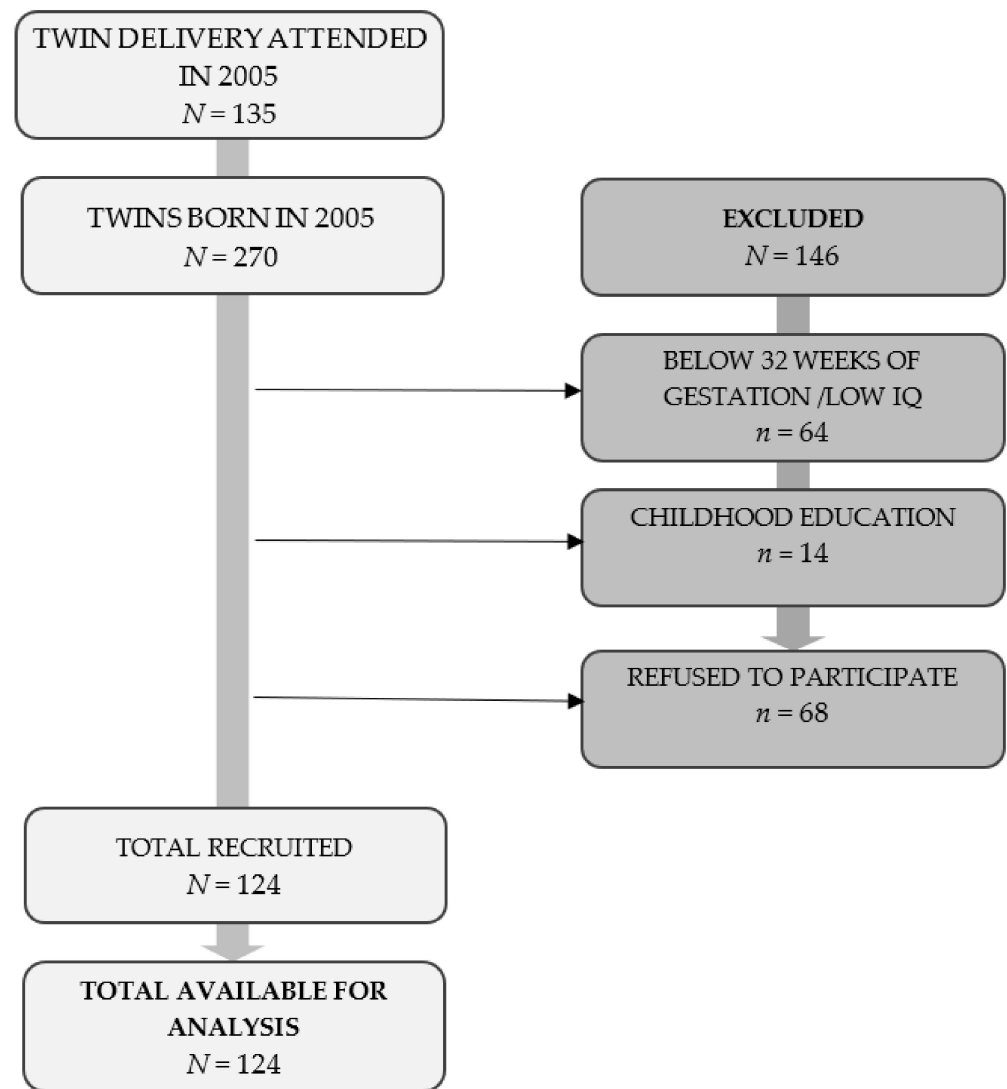 TWIN DELIVERY ATTENDED
IN 2005
N = 135
TWINS BORN IN 2005
N = 270
EXCLUDED
N = 146
BELOW 32 WEEKS OF
GESTATION /LOW IQ
n = 64
CHILDHOOD EDUCATION
n = 14
REFUSED TO PARTICIPATE
n = 68
TOTAL RECRUITED
N = 124
TOTAL AVAILABLE FOR
ANALYSIS
N = 124